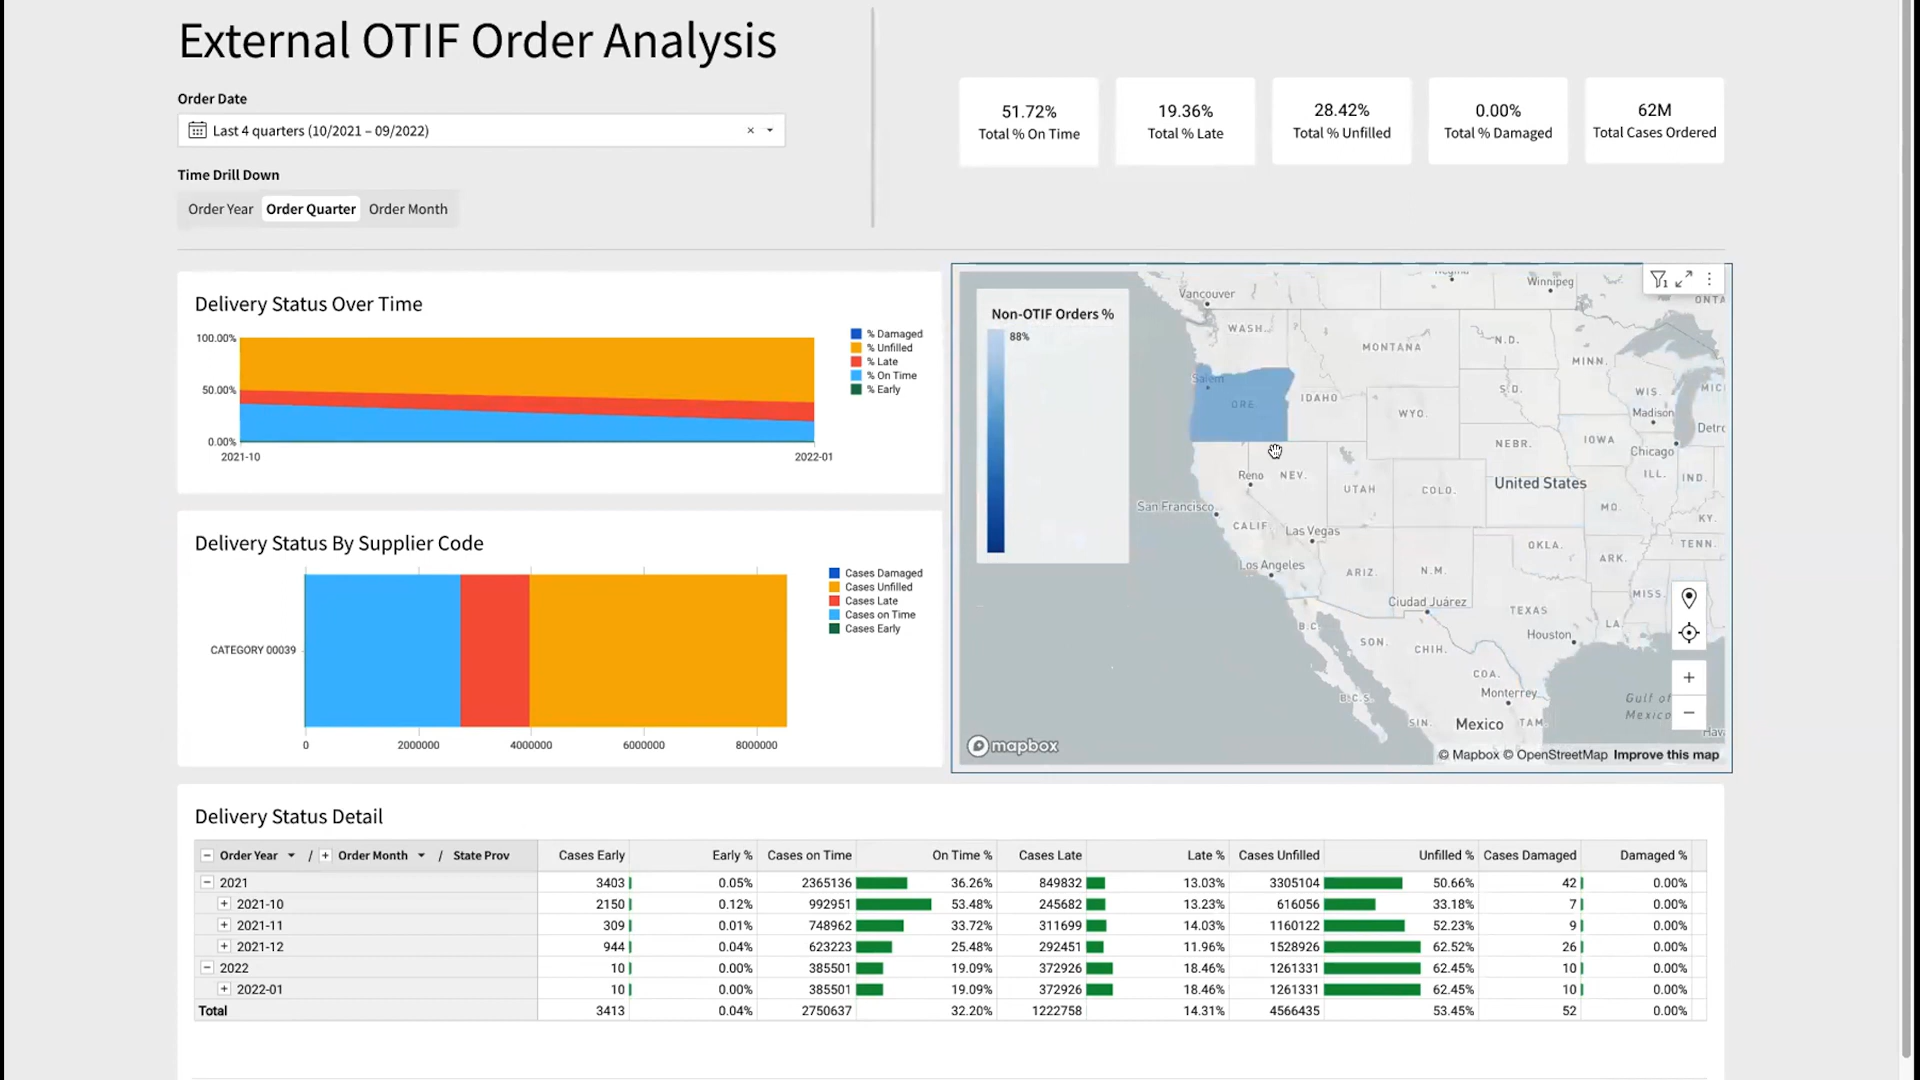 External OTIF Order Analysis
Order Date
Last 4 quarters (10/2021 – 09/2022)
Time Drill Down
Order Year Order Quarter Order Month
51.72%
Total % On Time
19.36%
Total % Late
28.42%
Total % Unfilled
0.00%
Total % Damaged
62M
Total Cases Ordered
Delivery Status Over Time
100.00%
50.00%
0.00%
2021-10
2022-01
% Damaged
% Unfilled
% Late
% On Time
% Early
Delivery Status By Supplier Code
CATEGORY 00039
0
2000000
4000000
6000000
8000000
Cases Damaged
Cases Unfilled
Cases Late
Cases on Time
Cases Early
Non-OTIF Orders %
88%
1
Regina
Winnipeg
Vancouver
ONTA
WASH.
MONTANA
N.D.
MINN.
Salem
ORE
IDAHO
S.D.
WIS.
MIC
WYO.
Madison
Detro
NEBR.
IOWA
Chicago
Reno
NEV.
UTAH
COLO.
United States
ILL.
IND.
San Francisco
CALIF
Las Vegas
MO.
KY.
Los Angeles
ARIZ.
N.M.
OKLA.
ARK.
TENN.
Ciudad Juárez
TEXAS
MISS.
B.C.
SON.
CHIH.
Houston
LA
COA.
B.C.S.
Monterrey
Gulf of
Mexico
SIN.
Mexico
TAM.
Hav
mapbox
© Mapbox © OpenStreetMap Improve this map
Delivery Status Detail
Order Year / Order Month / State Prov Cases Early Early % Cases on Time On Time % Cases Late Late % Cases Unfilled Unfilled % Cases Damaged Damaged %
2021 3403 0.05% 2365136 36.26% 849832 13.03% 3305104 50.66% 42 0.00%
2021-10 2150 0.12% 992951 53.48% 245682 13.23% 616056 33.18% 7 0.00%
2021-11 309 0.01% 748962 33.72% 311699 14.03% 1160122 52.23% 9 0.00%
2021-12 944 0.04% 623223 25.48% 292451 11.96% 1528926 62.52% 26 0.00%
2022 10 0.00% 385501 19.09% 372926 18.46% 1261331 62.45% 10 0.00%
2022-01 10 0.00% 385501 19.09% 372926 18.46% 1261331 62.45% 10 0.00%
Total 3413 0.04% 2750637 32.20% 1222758 14.31% 4566435 53.45% 52 0.00%